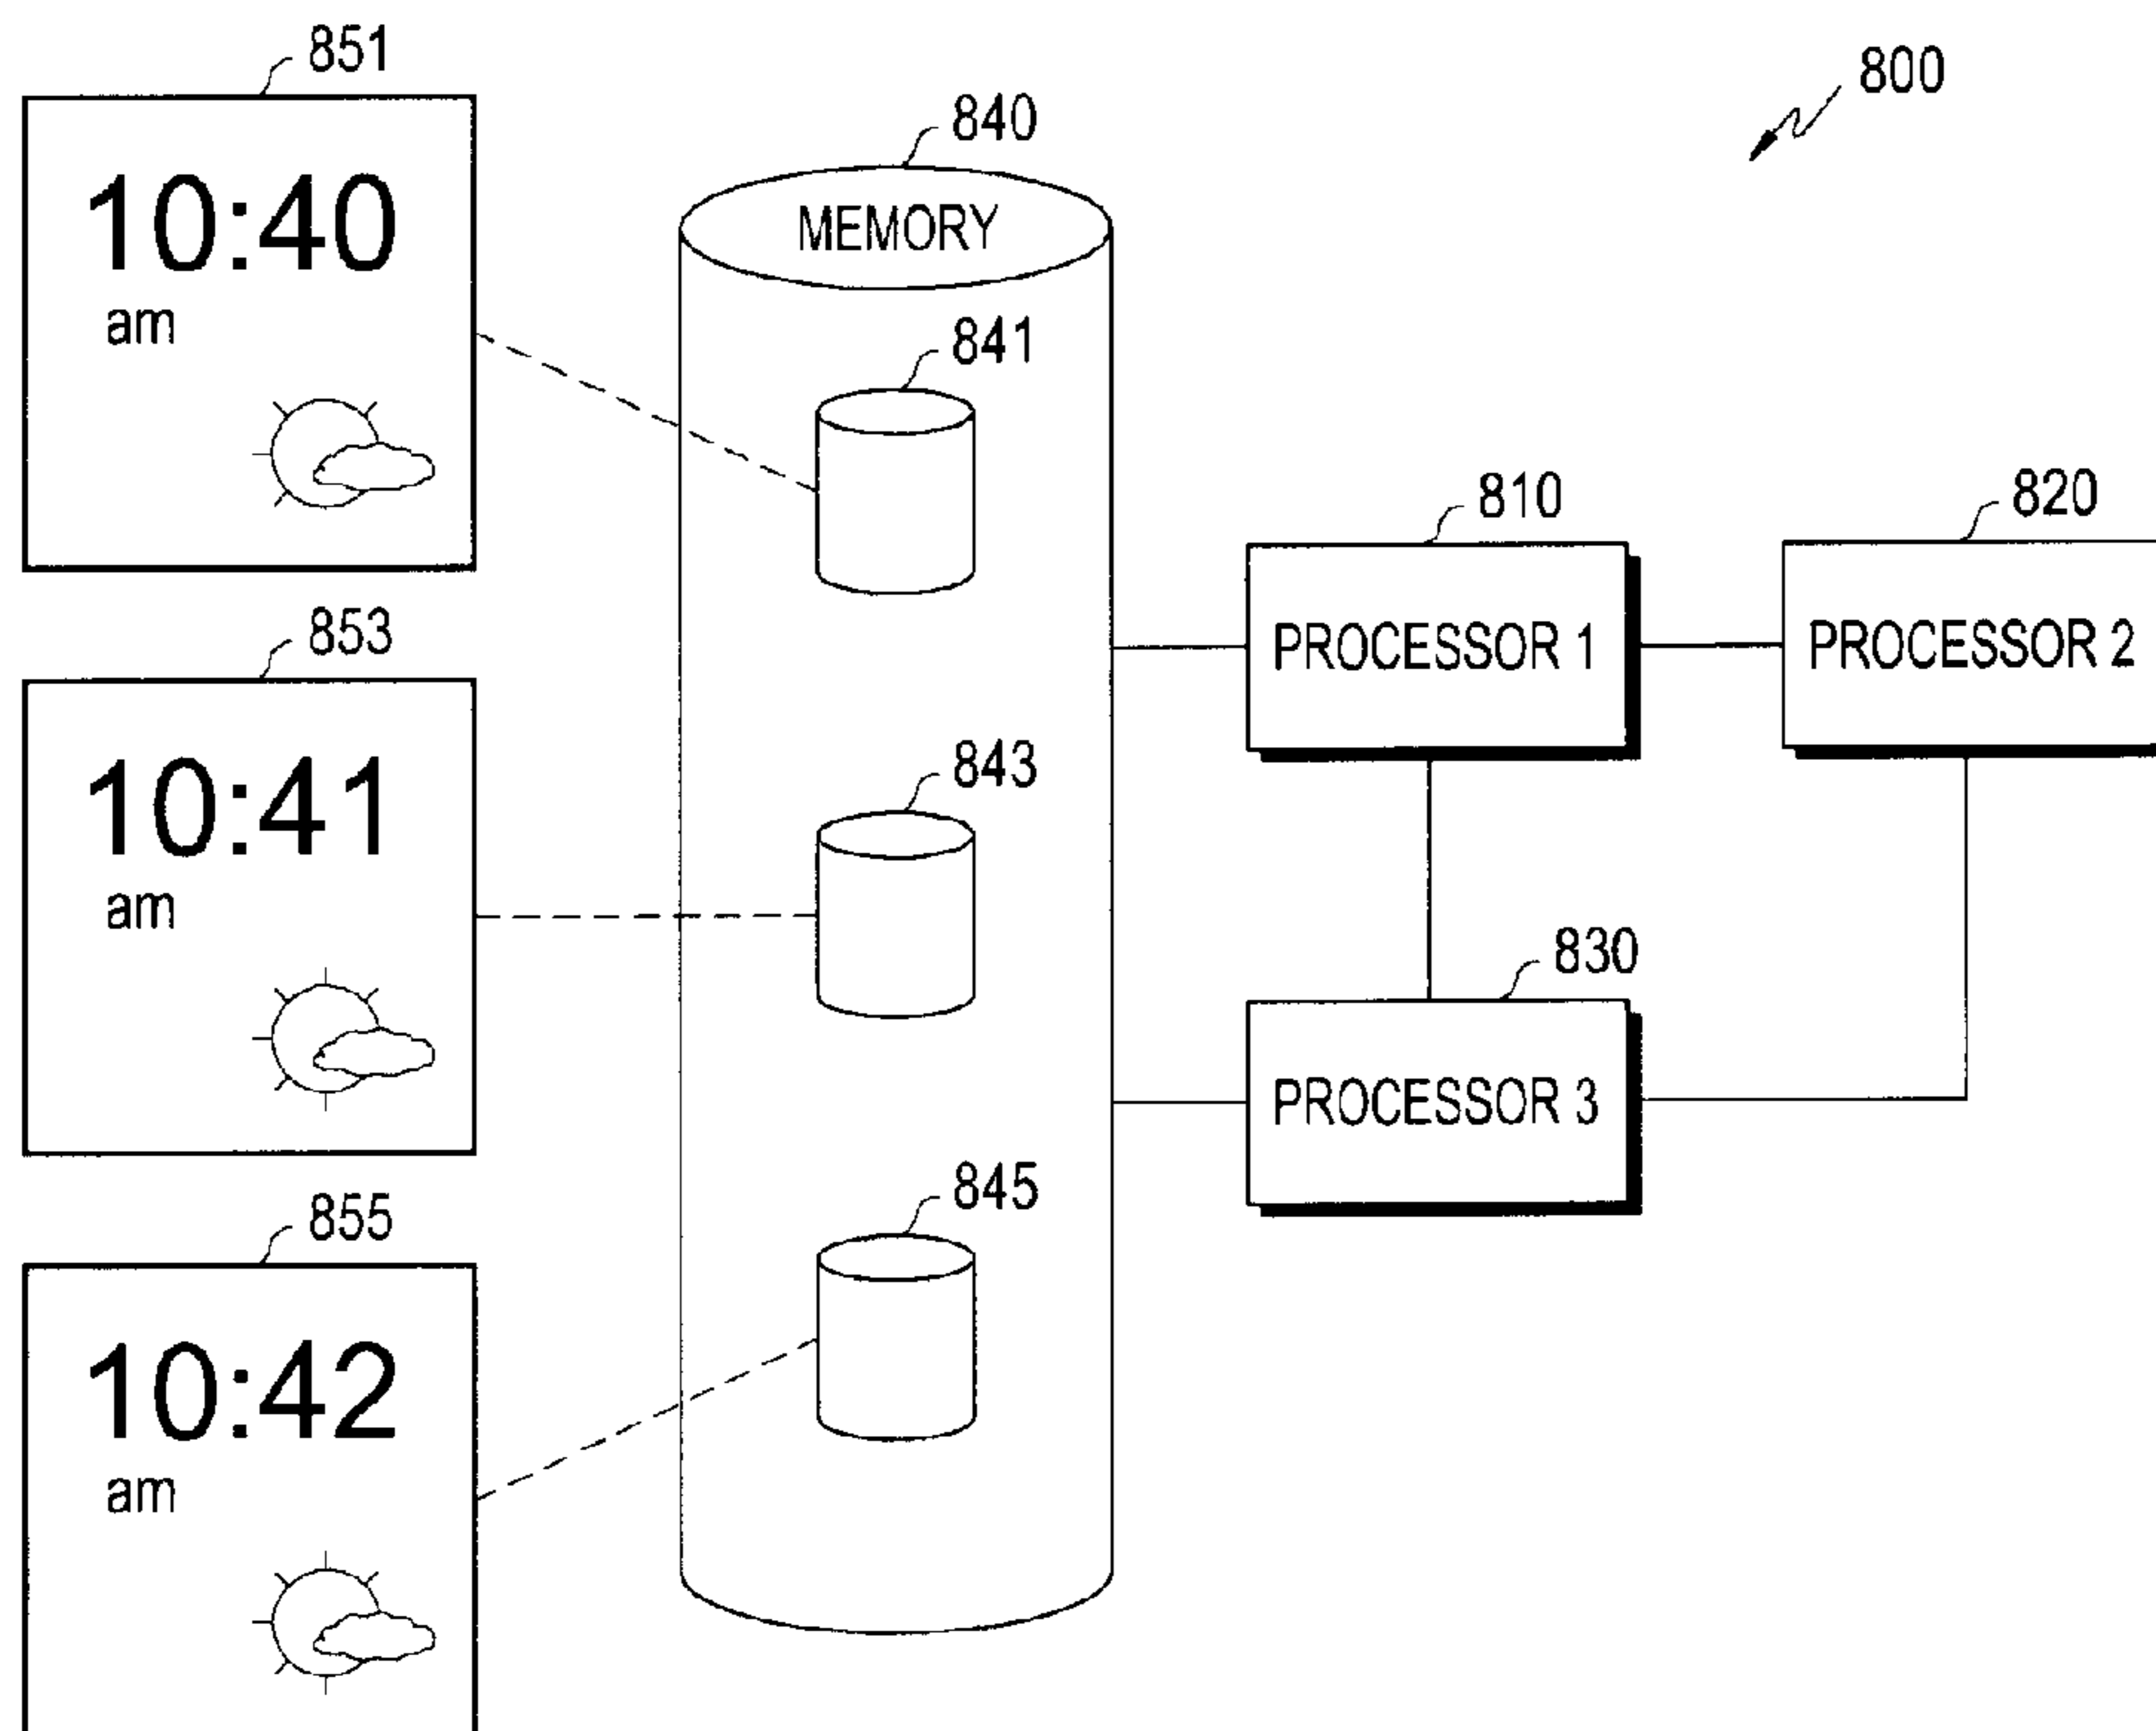 851
10:40
am
853
10:41
am
855
10:42
am
840
MEMORY
841
843
845
800
810
PROCESSOR 1
820
PROCESSOR 2
830
PROCESSOR 3